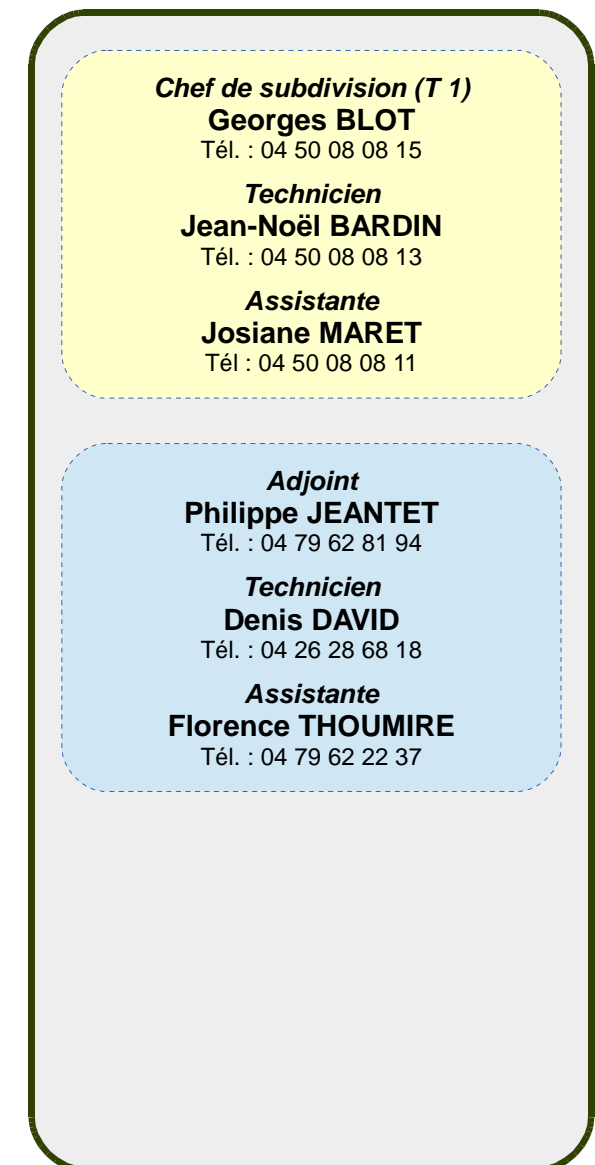 Chef de subdivision (T 1)
Georges BLOT
Tél. : 04 50 08 08 15
Technicien
Jean-Noël BARDIN
Tél. : 04 50 08 08 13
Assistante
Josiane MARET
Tél : 04 50 08 08 11
Adjoint
Philippe JEANTET
Tél. : 04 79 62 81 94
Technicien
Denis DAVID
Tél. : 04 26 28 68 18
Assistante
Florence THOUMIRE
Tél. : 04 79 62 22 37